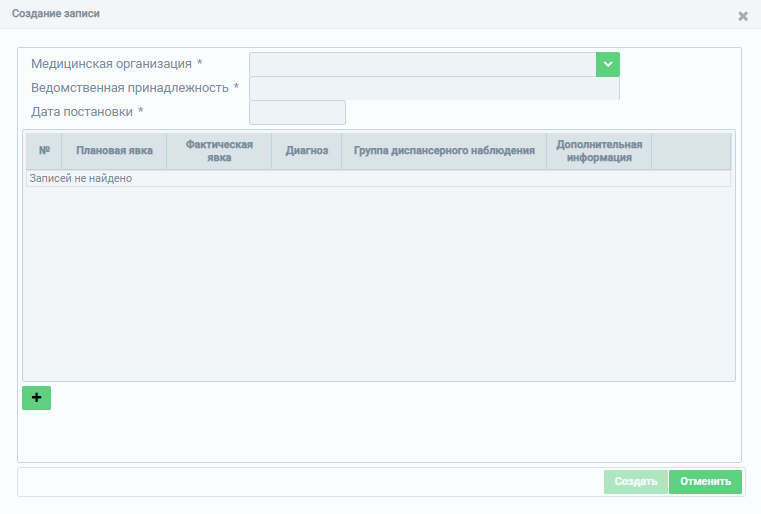 Создание записи
Медицинская организация *
Ведомственная принадлежность *
Дата постановки *
№ Плановая явка Фактическая явка Диагноз Группа диспансерного наблюдения Дополнительная информация
Записей не найдено
Создать Отменить